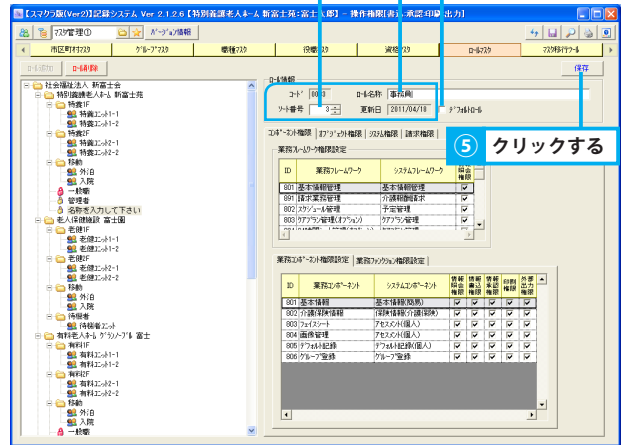 【スマクラ版(Ver2)】記録システム Ver 2.1.2.6 【特別養護老人ホーム 新富士苑：富士太郎】 - 操作権限[書込・承認・印刷・出力]
マスタ管理① バージョン情報
市区町村マスタ グループマスタ 職種マスタ 役職マスタ 資格マスタ ロールマスタ マスタ移行ツール
ロール追加 ロール削除 保存
社会福祉法人 新富士会
特別養護老人ホーム 新富士苑
特養1F
特養ユニット1-1
特養ユニット1-2
特養2F
特養ユニット2-1
特養ユニット2-2
移動
外泊
入院
一般職
管理者
名称を入力して下さい
老人保健施設 富士園
老健1F
老健ユニット1-1
老健ユニット1-2
老健2F
老健ユニット2-1
老健ユニット2-2
移動
外泊
入院
待機者
待機者ユニット
有料老人ホーム グランノーブル 富士
有料1F
有料ユニット1-1
有料ユニット1-2
有料2F
有料ユニット2-1
有料ユニット2-2
移動
外泊
入院
一般職
ロール情報
コード 0003 ロール名称 事務員
ソート番号 3 更新日 2011/04/18 デフォルトロール
⑤ クリックする
コンポーネント権限 オブジェクト権限 システム権限 請求権限
業務フレームワーク権限設定
ID 業務フレームワーク システムフレームワーク 照会権限
801 基本情報管理 基本情報管理
891 請求業務管理 介護報酬請求
802 スケジュール管理 予定管理
803 ケアプラン管理(オプション) ケアプラン管理
業務コンポーネント権限設定 業務ファンクション権限設定
ID 業務コンポーネント システムコンポーネント 情報照会権限 情報書込権限 情報承認権限 印刷権限 外部出力権限
801 基本情報 基本情報(簡易)
802 介護保険情報 保険情報(介護保険)
803 フェイスシート アセスメント(個人)
804 画像管理 アセスメント(個人)
805 デフォルト記録 デフォルト記録(個人)
806 グループ登録 グループ登録